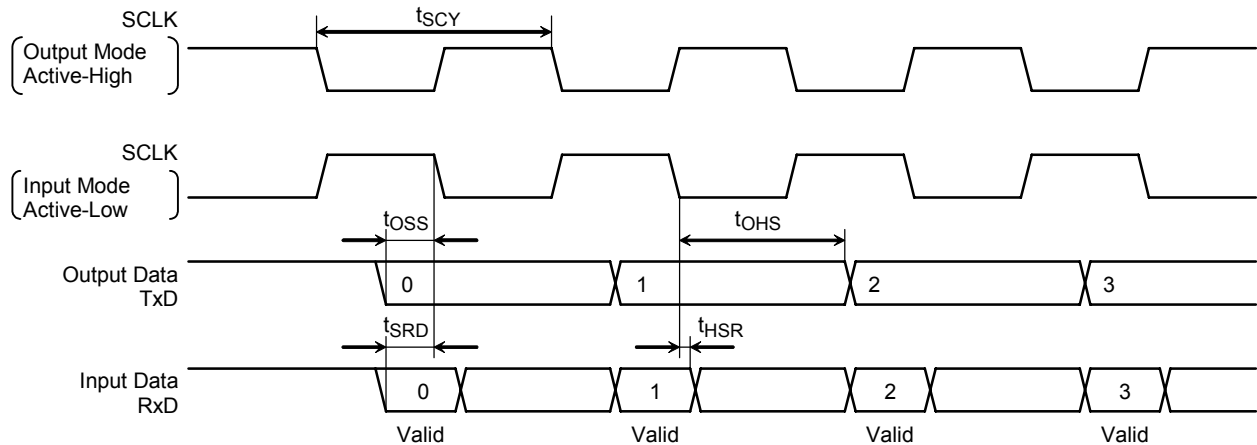 SCLK
Output Mode
Active-High
tSCY
SCLK
Input Mode
Active-Low
tOSS
tOHS
Output Data
TxD
0
1
2
3
tSRD
tHSR
Input Data
RxD
0
1
2
3
Valid
Valid
Valid
Valid